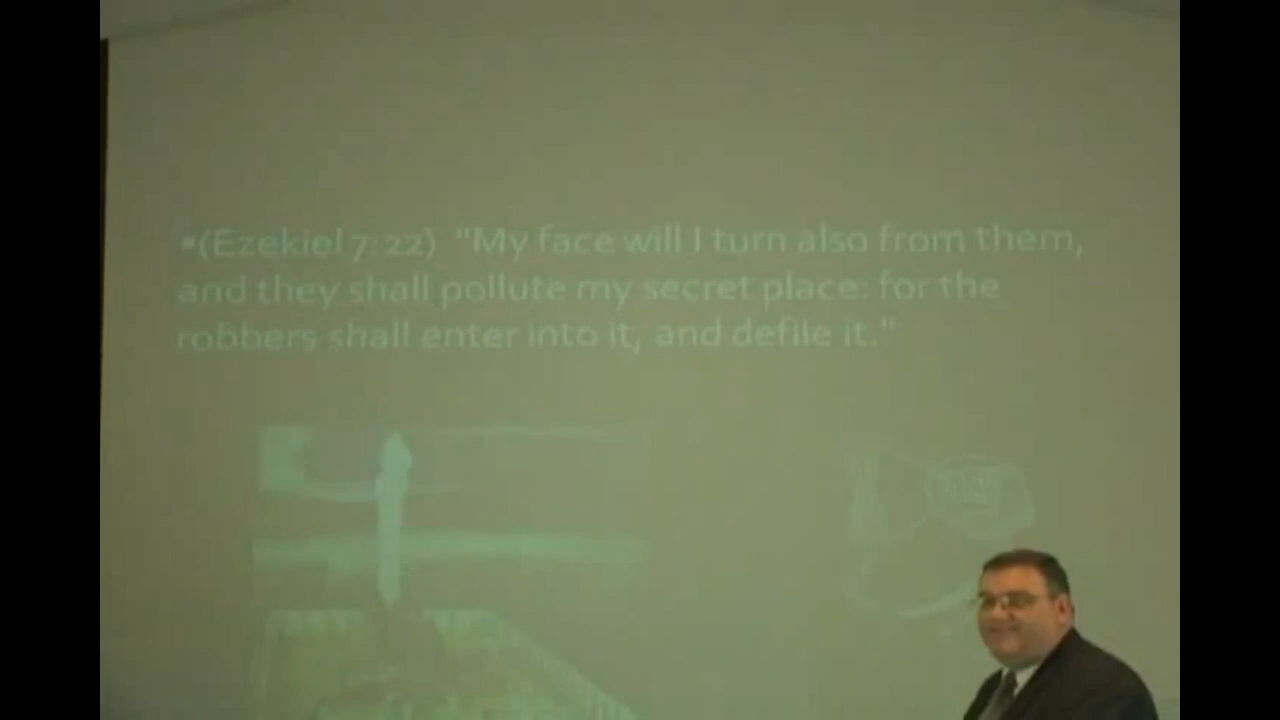 ▪(Ezekiel 7:22) "My face will I turn also from them,
and they shall pollute my secret place: for the
robbers shall enter into it, and defile it."